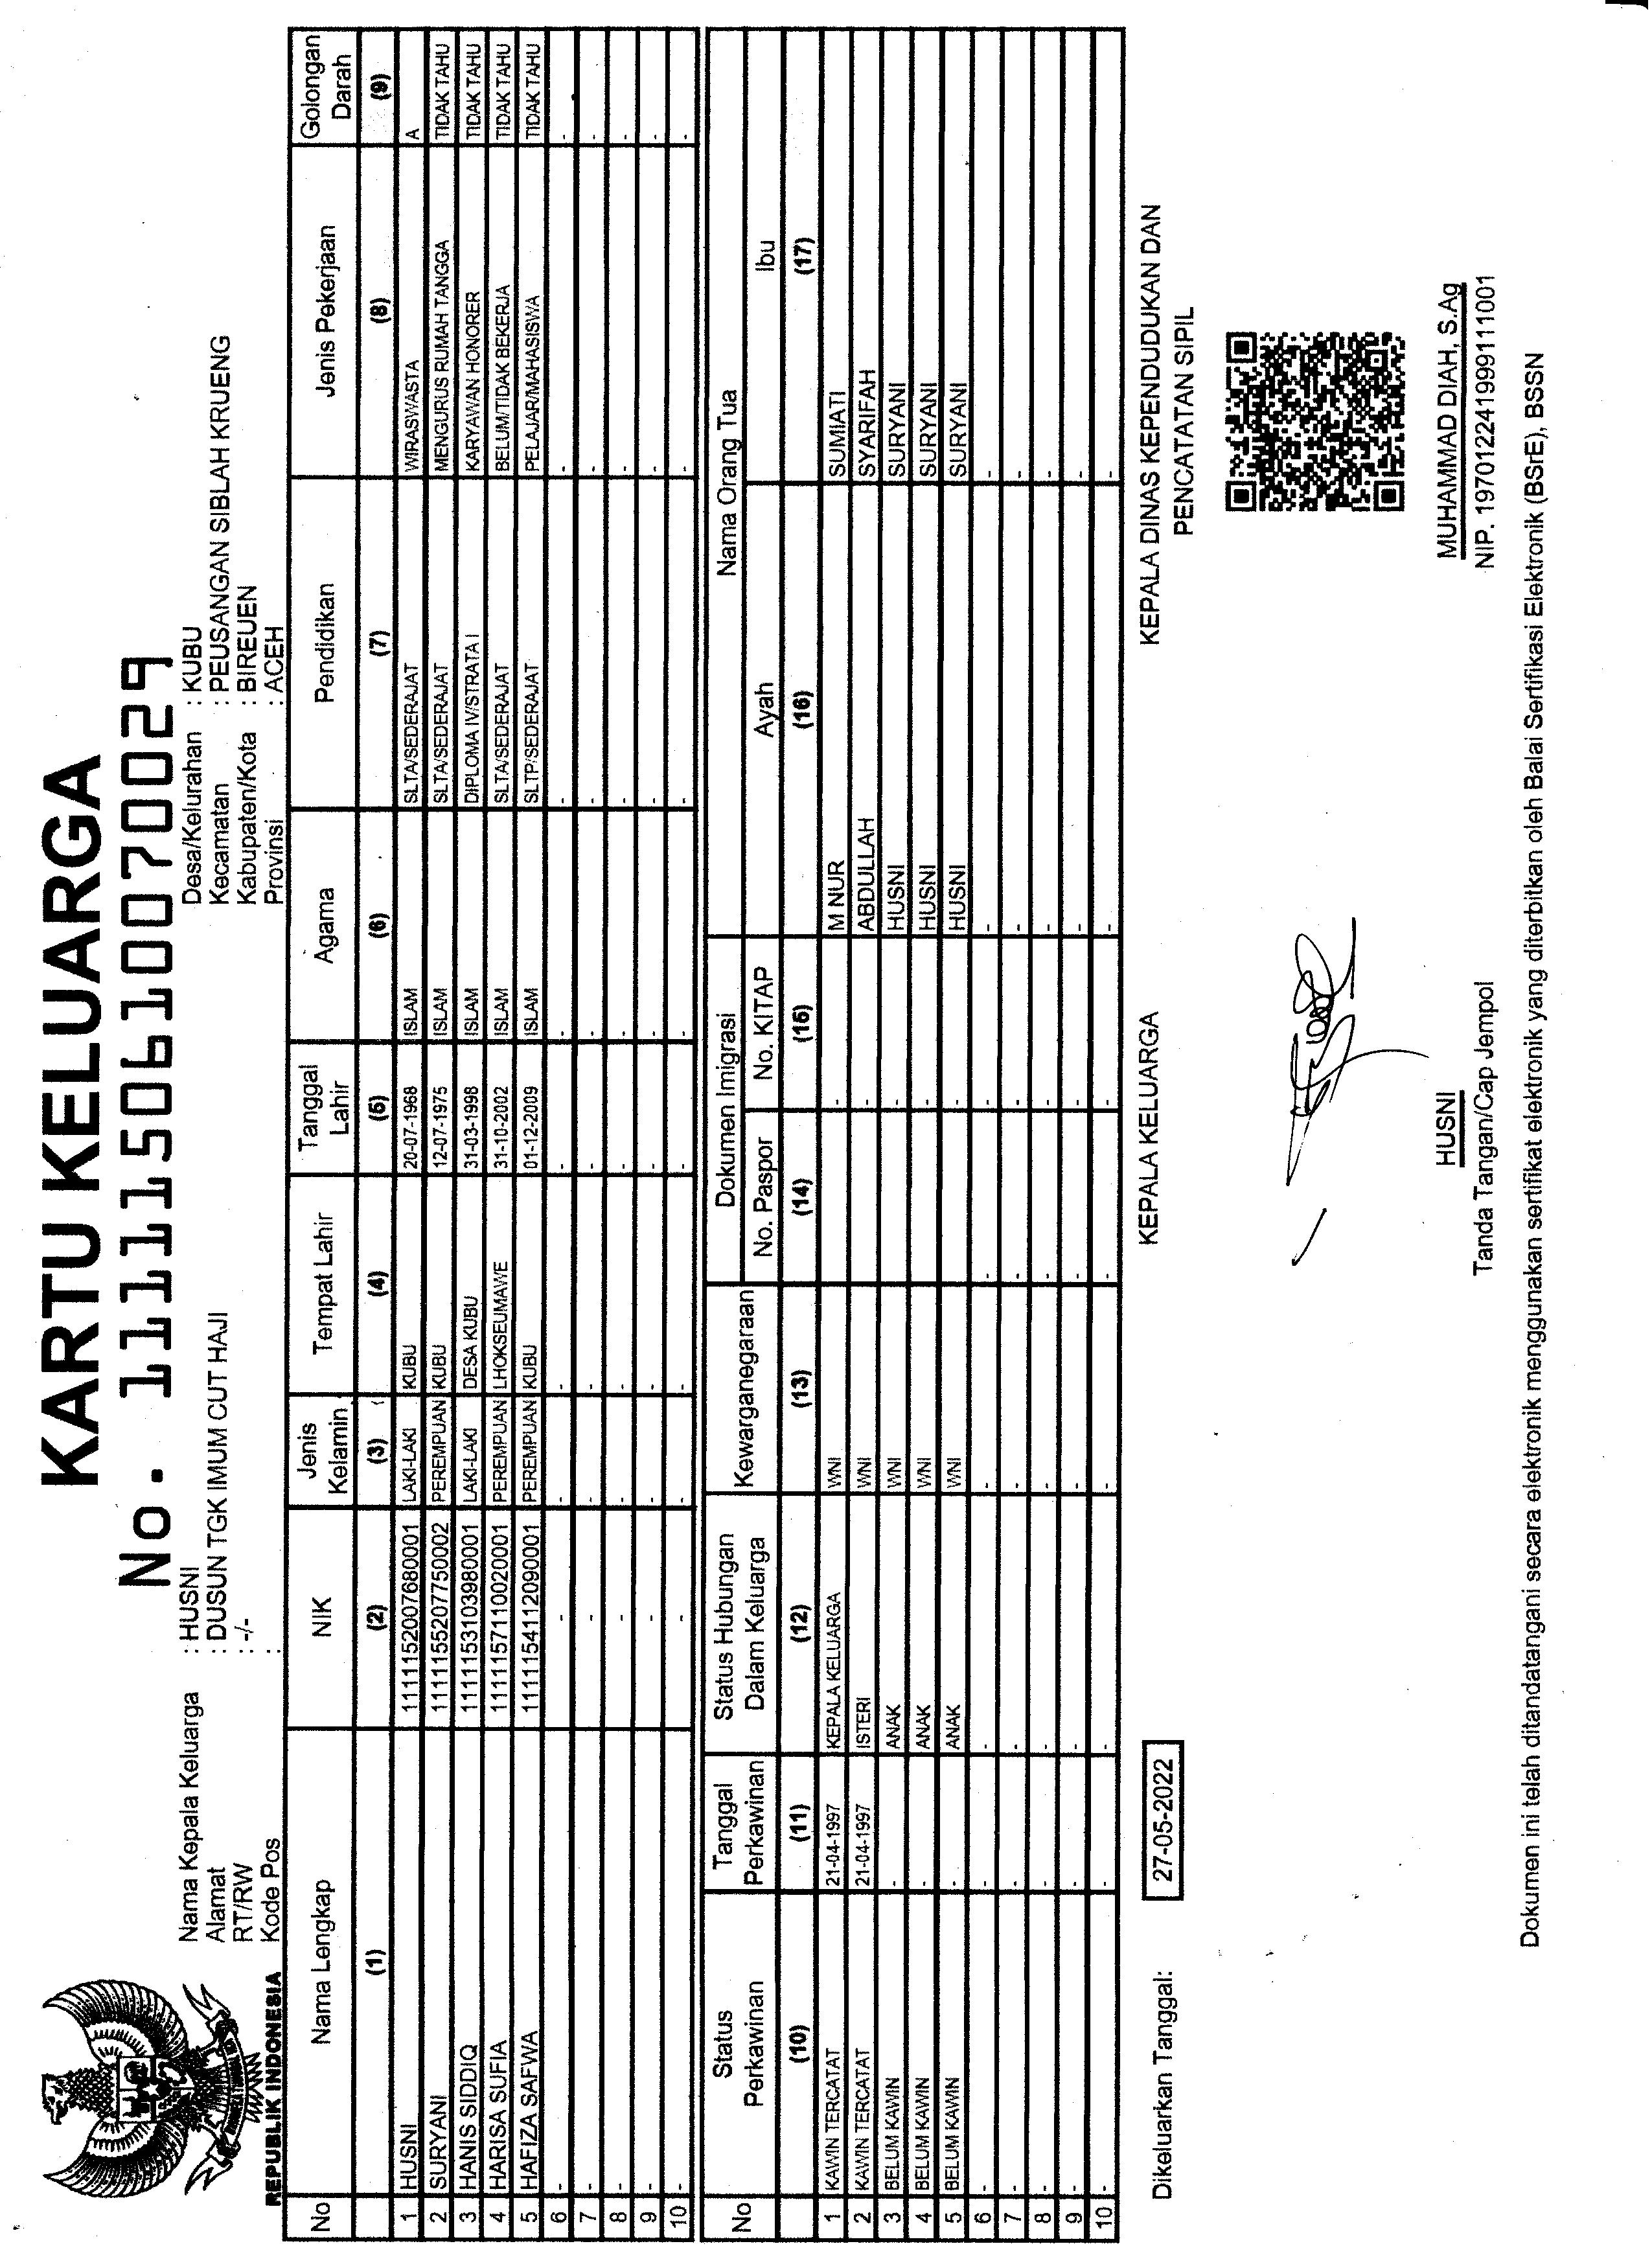 KARTU KELUARGA
No. 1111150610070029
REPUBLIK INDONESIA
Nama Kepala Keluarga : HUSNI
Alamat : DUSUN TGK IMUM CUT HAJI
RT/RW : -/-
Kode Pos :
Desa/Kelurahan : KUBU
Kecamatan : PEUSANGAN SIBLAH KRUENG
Kabupaten/Kota : BIREUEN
Provinsi : ACEH
No Nama Lengkap NIK Jenis Kelamin Tempat Lahir Tanggal Lahir Agama Pendidikan Jenis Pekerjaan Golongan Darah
(1) (2) (3) (4) (5) (6) (7) (8) (9)
1 HUSNI 1111152007680001 LAKI-LAKI KUBU 20-07-1968 ISLAM SLTA/SEDERAJAT WIRASWASTA A
2 SURYANI 1111155207750002 PEREMPUAN KUBU 12-07-1975 ISLAM SLTA/SEDERAJAT MENGURUS RUMAH TANGGA TIDAK TAHU
3 HANIS SIDDIQ 1111153103980001 LAKI-LAKI DESA KUBU 31-03-1998 ISLAM DIPLOMA IV/STRATA I KARYAWAN HONORER TIDAK TAHU
4 HARISA SUFIA 1111157110020001 PEREMPUAN LHOKSEUMAWE 31-10-2002 ISLAM SLTA/SEDERAJAT BELUM/TIDAK BEKERJA TIDAK TAHU
5 HAFIZA SAFWA 1111154112090001 PEREMPUAN KUBU 01-12-2009 ISLAM SLTP/SEDERAJAT PELAJAR/MAHASISWA TIDAK TAHU
6 - - - - - - - - -
7 - - - - - - - - -
8 - - - - - - - - -
9 - - - - - - - - -
10 - - - - - - - - -
No Status Perkawinan Tanggal Perkawinan Status Hubungan Dalam Keluarga Kewarganegaraan Dokumen Imigrasi Nama Orang Tua
No. Paspor No. KITAP Ayah Ibu
(10) (11) (12) (13) (14) (15) (16) (17)
1 KAWIN TERCATAT 21-04-1997 KEPALA KELUARGA WNI - M NUR SUMIATI
2 KAWIN TERCATAT 21-04-1997 ISTERI WNI - ABDULLAH SYARIFAH
3 BELUM KAWIN - ANAK WNI - HUSNI SURYANI
4 BELUM KAWIN - ANAK WNI - HUSNI SURYANI
5 BELUM KAWIN - ANAK WNI - HUSNI SURYANI
6 - - - - - - - -
7 - - - - - - - -
8 - - - - - - - -
9 - - - - - - - -
10 - - - - - - - -
Dikeluarkan Tanggal: 27-05-2022
KEPALA KELUARGA
HUSNI
Tanda Tangan/Cap Jempol
KEPALA DINAS KEPENDUDUKAN DAN
PENCATATAN SIPIL
MUHAMMAD DIAH, S.Ag
NIP. 197012241999111001
Dokumen ini telah ditandatangani secara elektronik menggunakan sertifikat elektronik yang diterbitkan oleh Balai Sertifikasi Elektronik (BSrE), BSSN